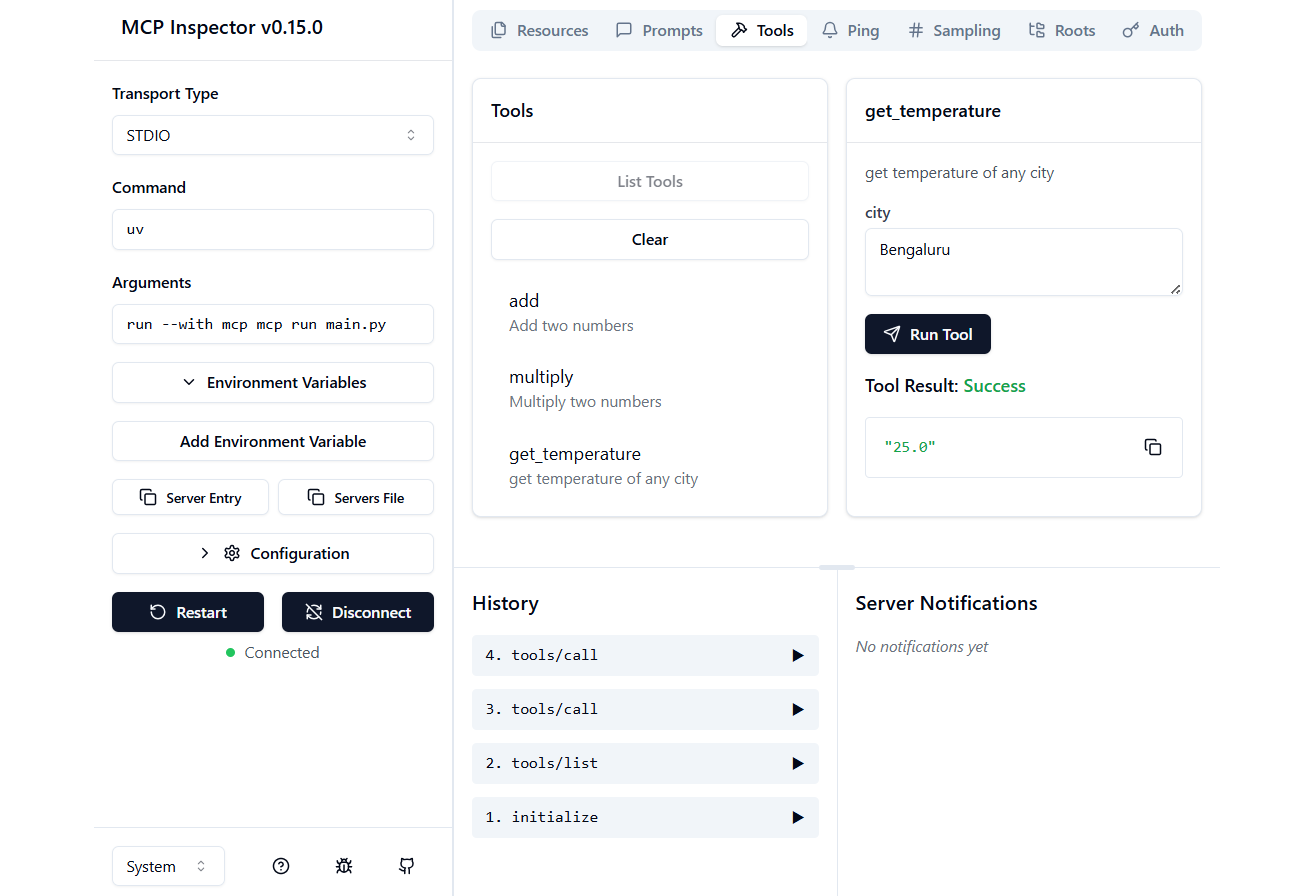 MCP Inspector v0.15.0
Transport Type
STDIO
Command
uv
Arguments
run --with mcp mcp run main.py
Environment Variables
Add Environment Variable
Server Entry
Servers File
Configuration
Restart
Disconnect
Connected
System
Resources Prompts Tools Ping Sampling Roots Auth
Tools
List Tools
Clear
add
Add two numbers
multiply
Multiply two numbers
get_temperature
get temperature of any city
get_temperature
get temperature of any city
city
Bengaluru
Run Tool
Tool Result: Success
"25.0"
History
4. tools/call
3. tools/call
2. tools/list
1. initialize
Server Notifications
No notifications yet